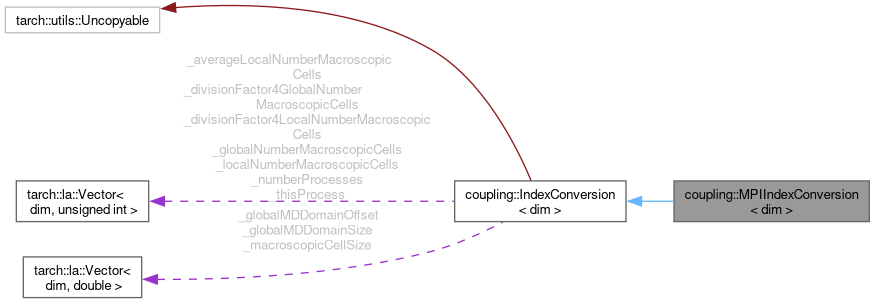 tarch::utils::Uncopyable
_averageLocalNumberMacroscopic
Cells
_divisionFactor4GlobalNumber
MacroscopicCells
_divisionFactor4LocalNumberMacroscopic
Cells
_globalNumberMacroscopicCells
_localNumberMacroscopicCells
_numberProcesses
thisProcess
tarch::la::Vector<
dim, unsigned int >
coupling::IndexConversion
< dim >
coupling::MPIIndexConversion
< dim >
_globalMDDomainOffset
_globalMDDomainSize
_macroscopicCellSize
tarch::la::Vector<
dim, double >